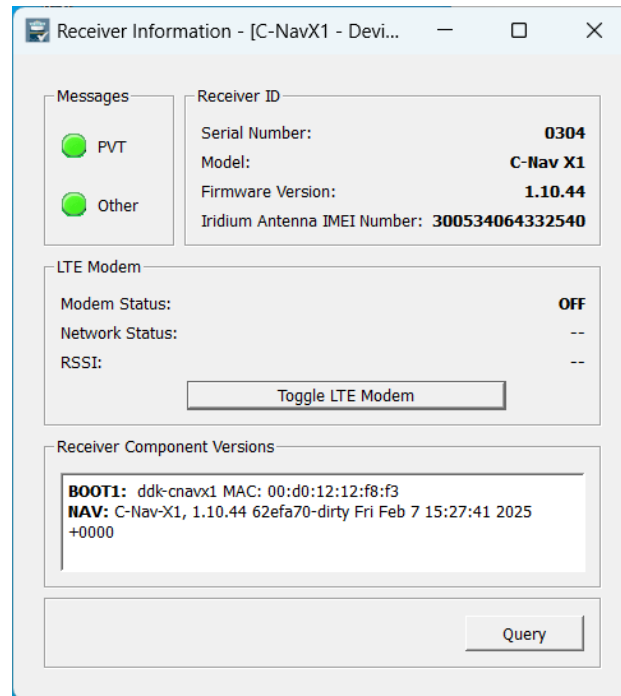 Receiver Information - [C-NavX1 - Devi...
Messages
PVT
Other
Receiver ID
Serial Number: 0304
Model: C-Nav X1
Firmware Version: 1.10.44
Iridium Antenna IMEI Number: 300534064332540
LTE Modem
Modem Status: OFF
Network Status: --
RSSI: --
Toggle LTE Modem
Receiver Component Versions
BOOT1: ddk-cnavx1 MAC: 00:d0:12:12:f8:f3
NAV: C-Nav-X1, 1.10.44 62efa70-dirty Fri Feb 7 15:27:41 2025
+0000
Query